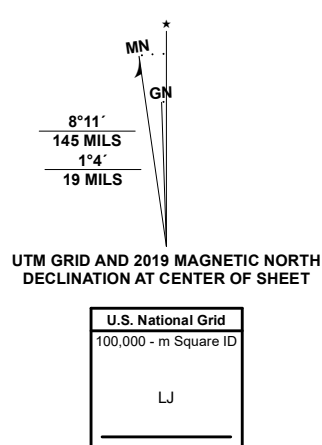 ★
MN
GN
8°11´
145 MILS
1°4´
19 MILS
UTM GRID AND 2019 MAGNETIC NORTH
DECLINATION AT CENTER OF SHEET
U.S. National Grid
100,000 - m Square ID
LJ